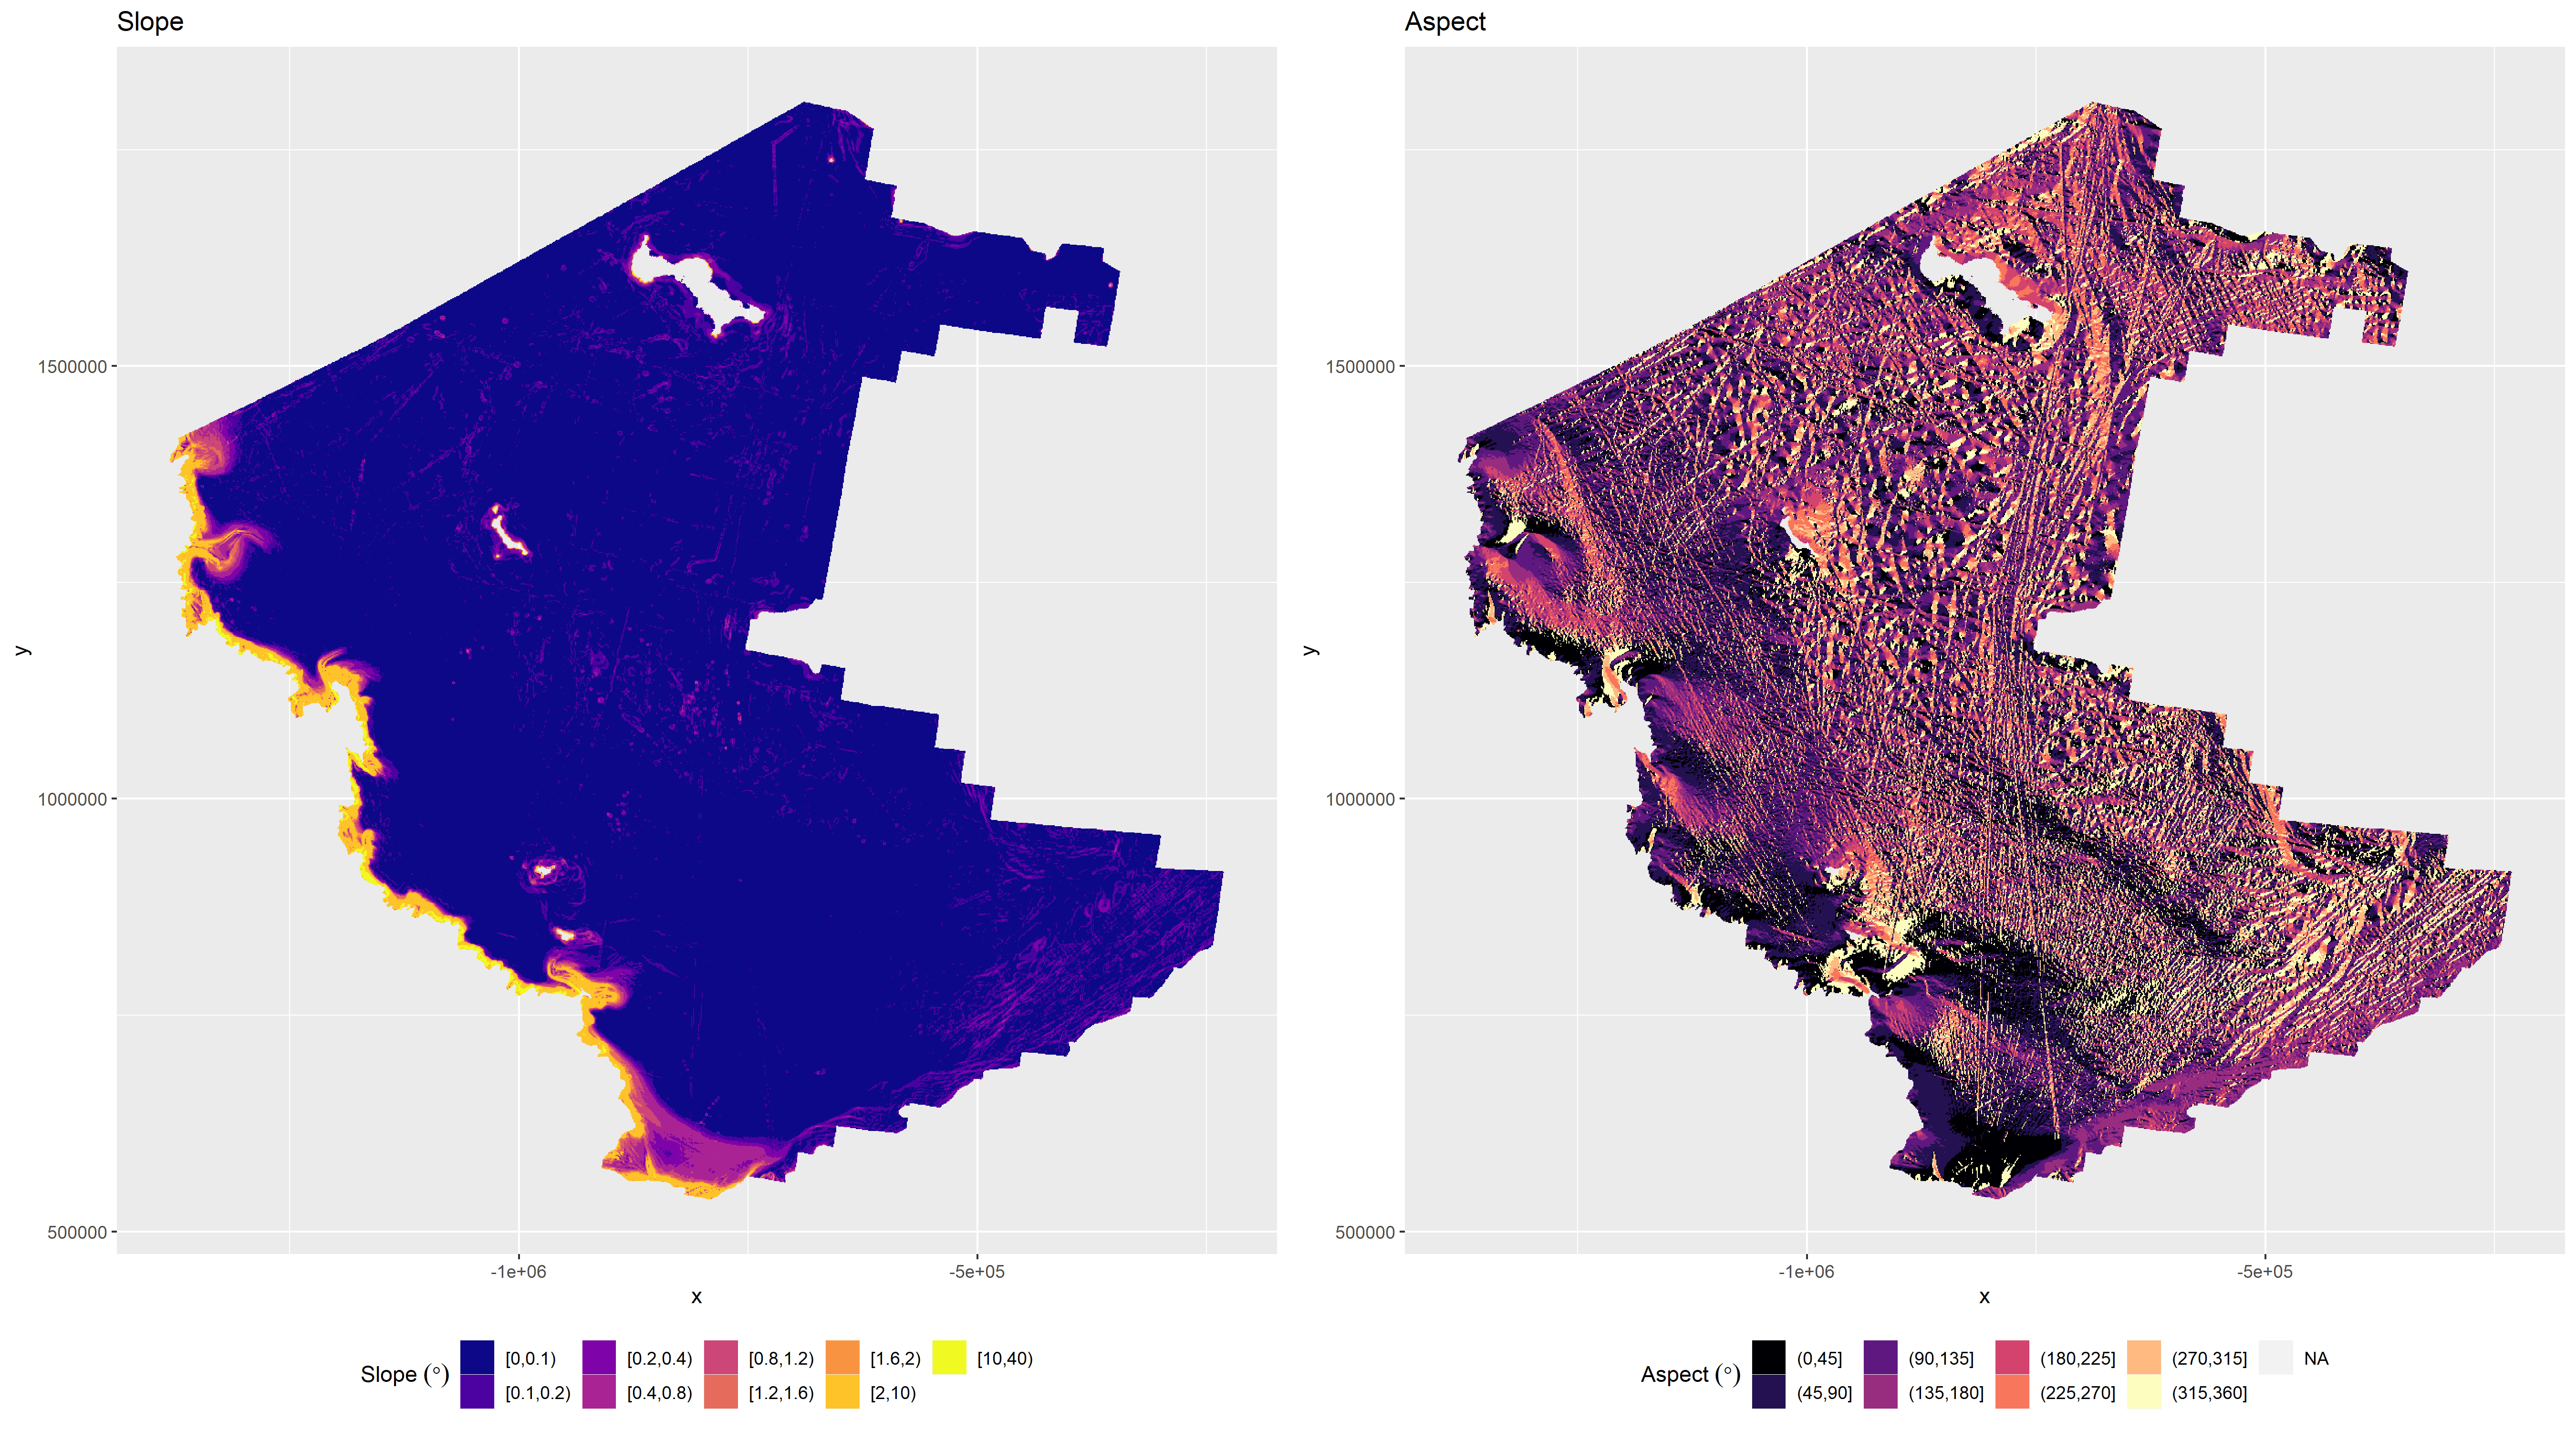 Slope
Aspect
y
1500000
1000000
500000
-1e+06
-5e+05
x
y
1500000
1000000
500000
-1e+06
-5e+05
x
Slope (°)
[0,0.1)
[0.2,0.4)
[0.8,1.2)
[1.6,2)
[10,40)
[0.1,0.2)
[0.4,0.8)
[1.2,1.6)
[2,10)
Aspect (°)
(0,45]
(90,135]
(180,225]
(270,315]
NA
(45,90]
(135,180]
(225,270]
(315,360]